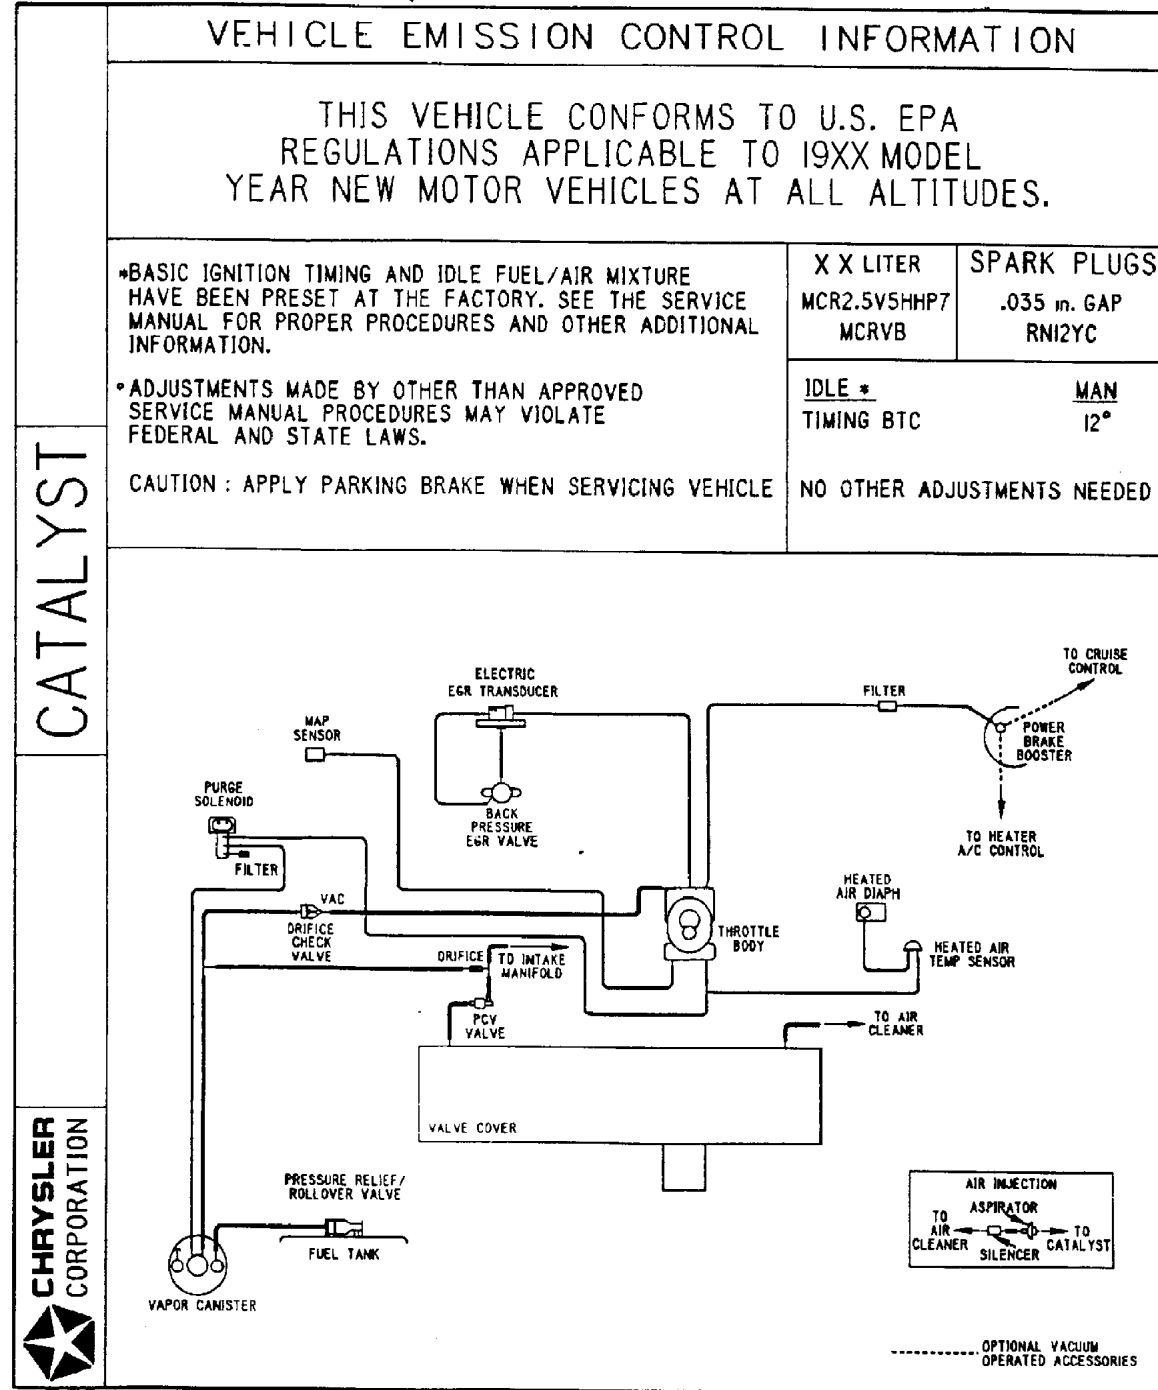 VEHICLE EMISSION CONTROL INFORMATION
THIS VEHICLE CONFORMS TO U.S. EPA
REGULATIONS APPLICABLE TO 19XX MODEL
YEAR NEW MOTOR VEHICLES AT ALL ALTITUDES.
*BASIC IGNITION TIMING AND IDLE FUEL/AIR MIXTURE
HAVE BEEN PRESET AT THE FACTORY. SEE THE SERVICE
MANUAL FOR PROPER PROCEDURES AND OTHER ADDITIONAL
INFORMATION.
•ADJUSTMENTS MADE BY OTHER THAN APPROVED
SERVICE MANUAL PROCEDURES MAY VIOLATE
FEDERAL AND STATE LAWS.
CAUTION : APPLY PARKING BRAKE WHEN SERVICING VEHICLE
X X LITER
MCR2.5V5HHP7
MCRVB
SPARK PLUGS
.035 in. GAP
RN12YC
IDLE * MAN
TIMING BTC 12°
NO OTHER ADJUSTMENTS NEEDED
CATALYST
CHRYSLER
CORPORATION
ELECTRIC
EGR TRANSDUCER
MAP
SENSOR
PURGE
SOLENOID
FILTER
BACK
PRESSURE
EGR VALVE
FILTER
TO CRUISE
CONTROL
POWER
BRAKE
BOOSTER
TO HEATER
A/C CONTROL
HEATED
AIR DIAPH
VAC
ORIFICE
CHECK
VALVE
ORIFICE
TO INTAKE
MANIFOLD
THROTTLE
BODY
HEATED AIR
TEMP SENSOR
PCV
VALVE
TO AIR
CLEANER
VALVE COVER
PRESSURE RELIEF/
ROLLOVER VALVE
FUEL TANK
VAPOR CANISTER
AIR INJECTION
ASPIRATOR
TO
AIR
CLEANER
SILENCER
TO
CATALYST
OPTIONAL VACUUM
OPERATED ACCESSORIES